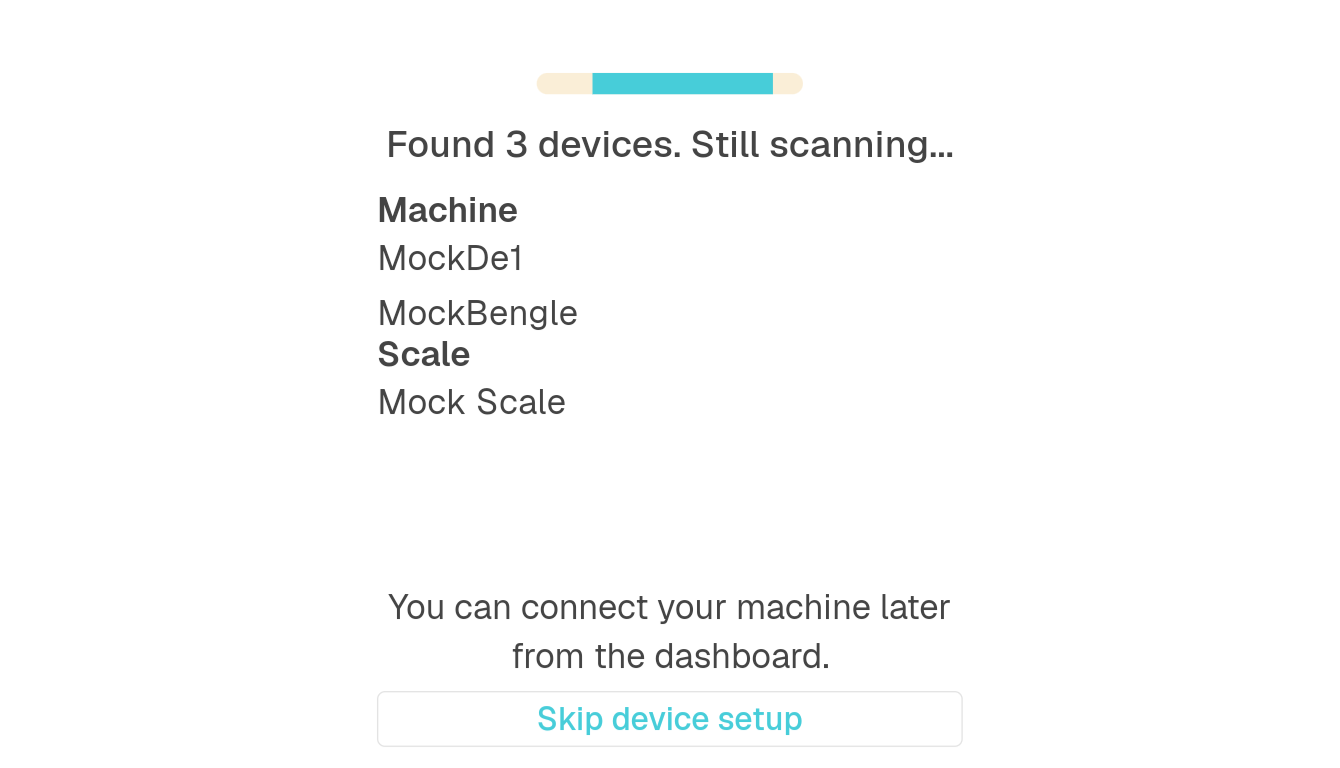 Found 3 devices. Still scanning...
Machine
MockDe1
MockBengle
Scale
Mock Scale
You can connect your machine later
from the dashboard.
Skip device setup